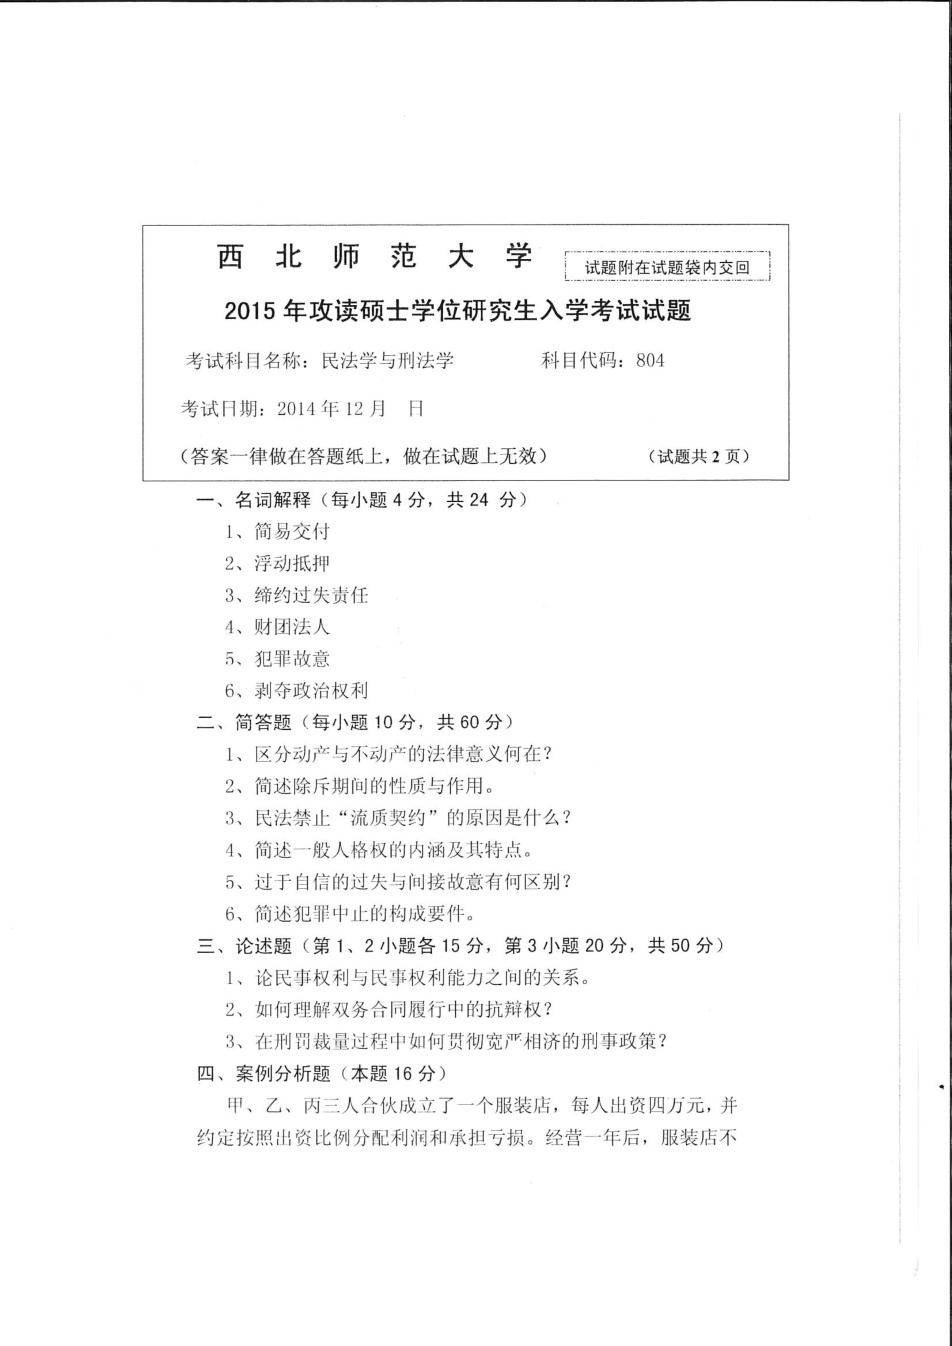 西北师范大学
试题附在试题袋内交回
2015 年攻读硕士学位研究生入学考试试题
考试科目名称：民法学与刑法学 科目代码：804
考试日期：2014 年 12 月 日
（答案一律做在答题纸上，做在试题上无效） （试题共 2 页）
一、名词解释（每小题 4 分，共 24 分）
1、简易交付
2、浮动抵押
3、缔约过失责任
4、财团法人
5、犯罪故意
6、剥夺政治权利
二、简答题（每小题 10 分，共 60 分）
1、区分动产与不动产的法律意义何在？
2、简述除斥期间的性质与作用。
3、民法禁止“流质契约”的原因是什么？
4、简述一般人格权的内涵及其特点。
5、过于自信的过失与间接故意有何区别？
6、简述犯罪中止的构成要件。
三、论述题（第 1、2 小题各 15 分，第 3 小题 20 分，共 50 分）
1、论民事权利与民事权利能力之间的关系。
2、如何理解双务合同履行中的抗辩权？
3、在刑罚裁量过程中如何贯彻宽严相济的刑事政策？
四、案例分析题（本题 16 分）
甲、乙、丙三人合伙成立了一个服装店，每人出资四万元，并
约定按照出资比例分配利润和承担亏损。经营一年后，服装店不